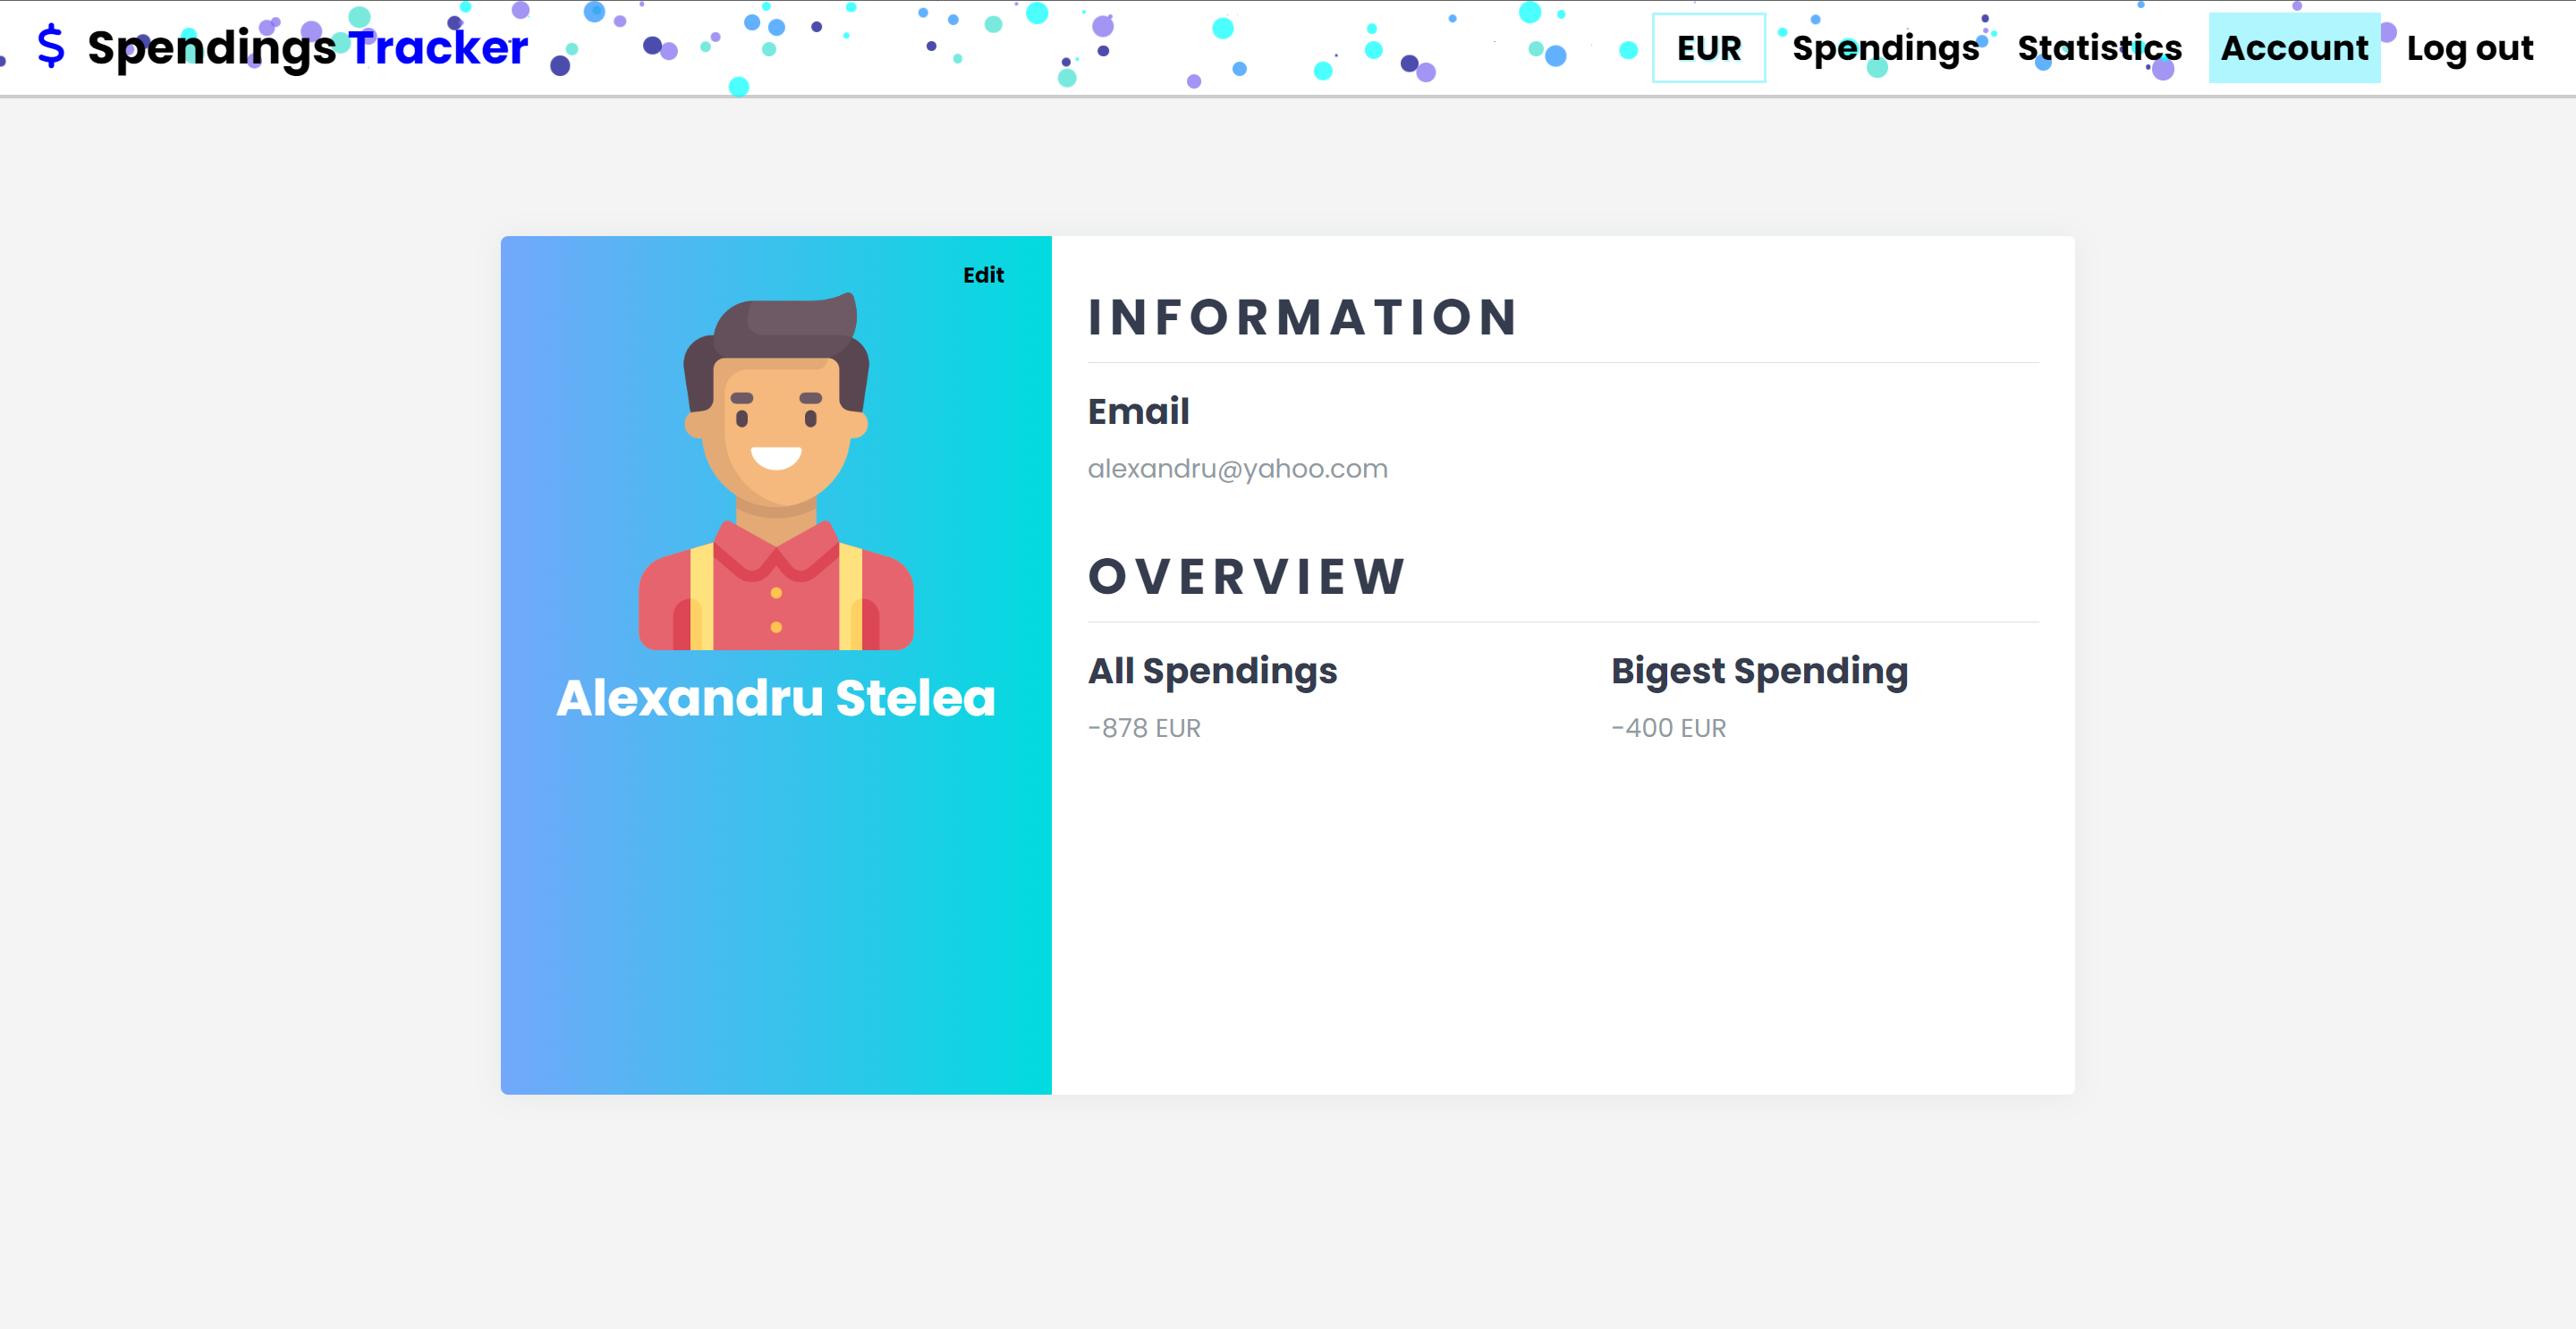 $ Spendings Tracker
EUR Spendings Statistics Account Log out
Edit
Alexandru Stelea
INFORMATION
Email
alexandru@yahoo.com
OVERVIEW
All Spendings Bigest Spending
-878 EUR -400 EUR